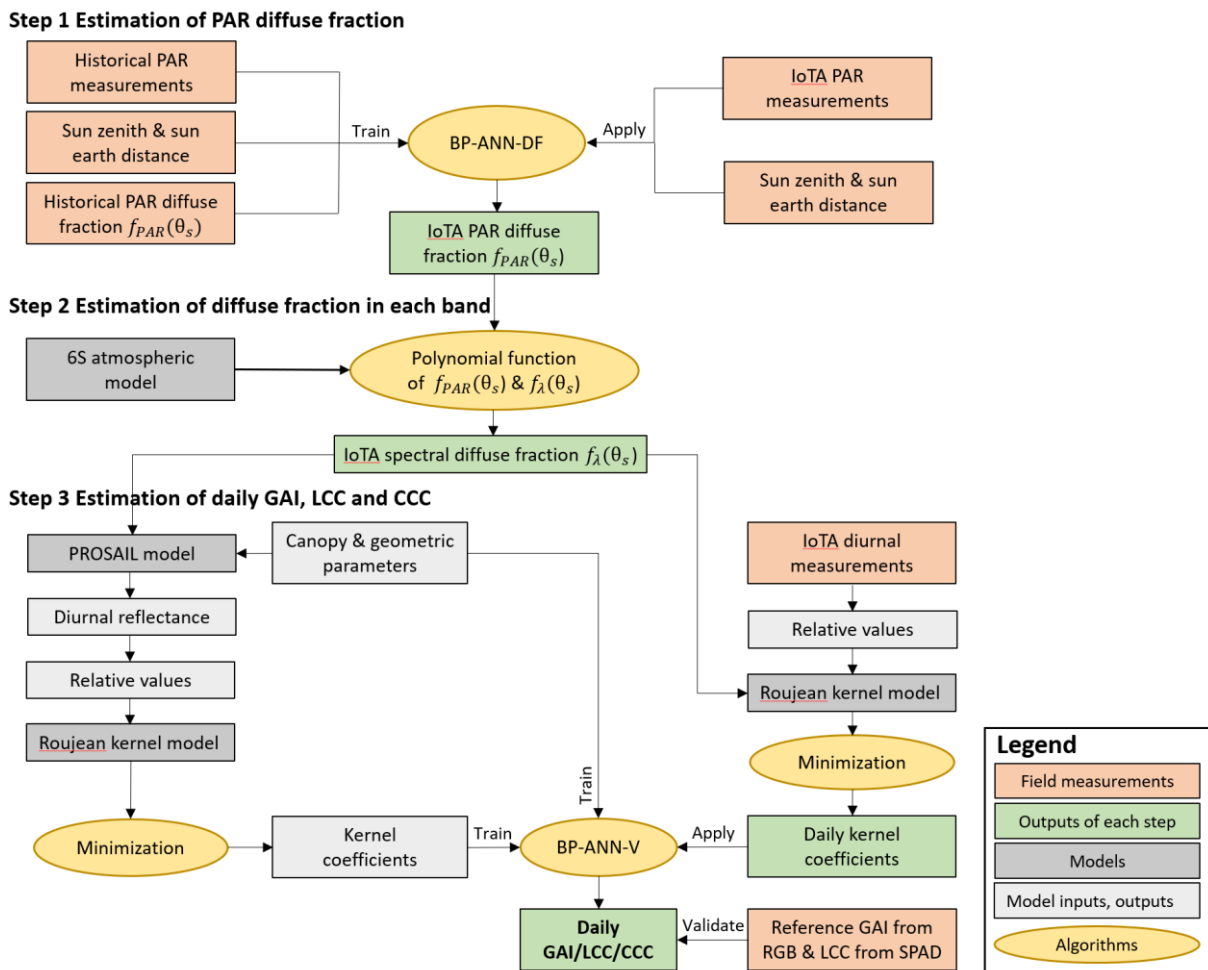 Step 1 Estimation of PAR diffuse fraction
Historical PAR
measurements
Sun zenith & sun
earth distance
Historical PAR diffuse
fraction f_PAR(θ_s)
Train
BP-ANN-DF
Apply
IoTA PAR
measurements
Sun zenith & sun
earth distance
IoTA PAR diffuse
fraction f_PAR(θ_s)
Step 2 Estimation of diffuse fraction in each band
6S atmospheric
model
Polynomial function
of f_PAR(θ_s) & f_λ(θ_s)
IoTA spectral diffuse fraction f_λ(θ_s)
Step 3 Estimation of daily GAI, LCC and CCC
PROSAIL model
Canopy & geometric
parameters
Diurnal reflectance
Relative values
Roujean kernel model
Minimization
Kernel
coefficients
Train
Train
BP-ANN-V
Apply
IoTA diurnal
measurements
Relative values
Roujean kernel model
Minimization
Daily kernel
coefficients
Daily
GAI/LCC/CCC
Validate
Reference GAI from
RGB & LCC from SPAD
Legend
Field measurements
Outputs of each step
Models
Model inputs, outputs
Algorithms